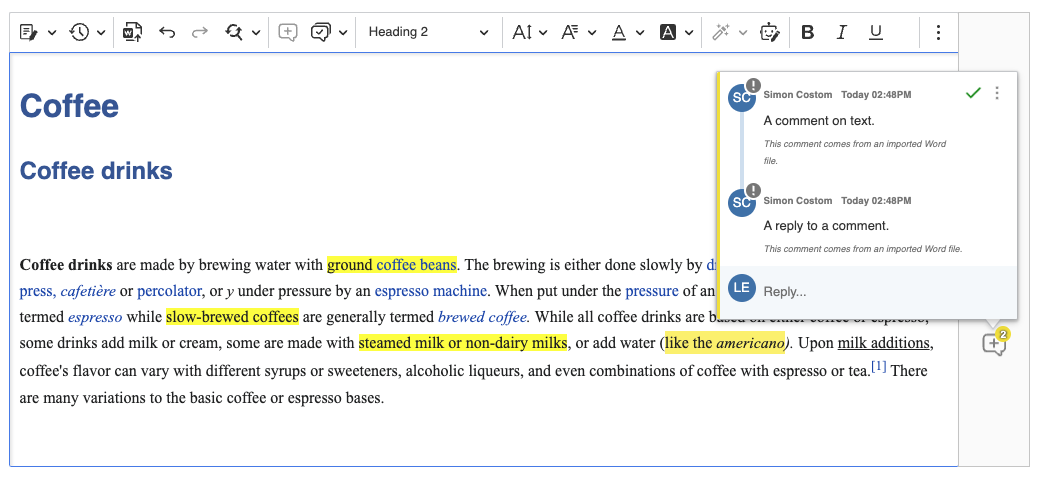 Heading 2
Coffee
Coffee drinks
Coffee drinks are made by brewing water with ground coffee beans. The brewing is either done slowly by
press, cafetière or percolator, or y under pressure by an espresso machine. When put under the pressure of an
termed espresso while slow-brewed coffees are generally termed brewed coffee. While all coffee drinks are based on either coffee or espresso,
some drinks add milk or cream, some are made with steamed milk or non-dairy milks, or add water (like the americano). Upon milk additions,
coffee's flavor can vary with different syrups or sweeteners, alcoholic liqueurs, and even combinations of coffee with espresso or tea.[1] There
are many variations to the basic coffee or espresso bases.
SC
Simon Costom Today 02:48PM
A comment on text.
This comment comes from an imported Word
file.
SC
Simon Costom Today 02:48PM
A reply to a comment.
This comment comes from an imported Word file.
LE
Reply...
2